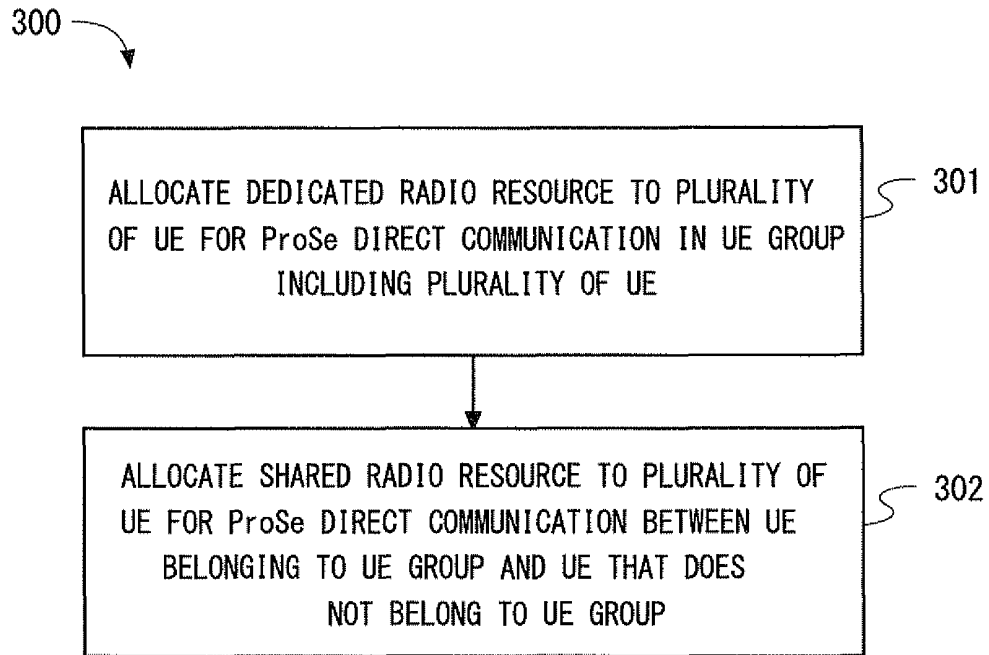 300
ALLOCATE DEDICATED RADIO RESOURCE TO PLURALITY
OF UE FOR ProSe DIRECT COMMUNICATION IN UE GROUP
INCLUDING PLURALITY OF UE
301
ALLOCATE SHARED RADIO RESOURCE TO PLURALITY OF
UE FOR ProSe DIRECT COMMUNICATION BETWEEN UE
BELONGING TO UE GROUP AND UE THAT DOES
NOT BELONG TO UE GROUP
302